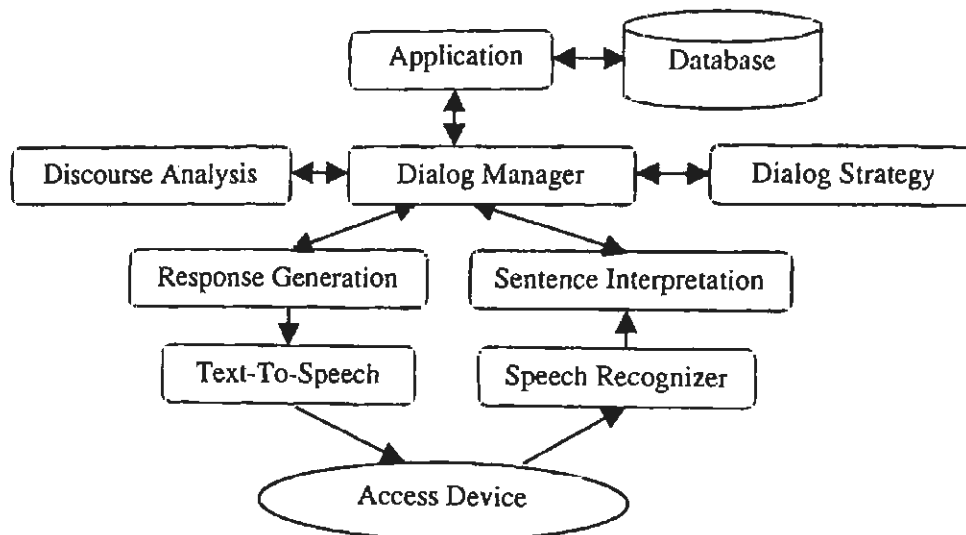 Application
Database
Discourse Analysis
Dialog Manager
Dialog Strategy
Response Generation
Sentence Interpretation
Text-To-Speech
Speech Recognizer
Access Device